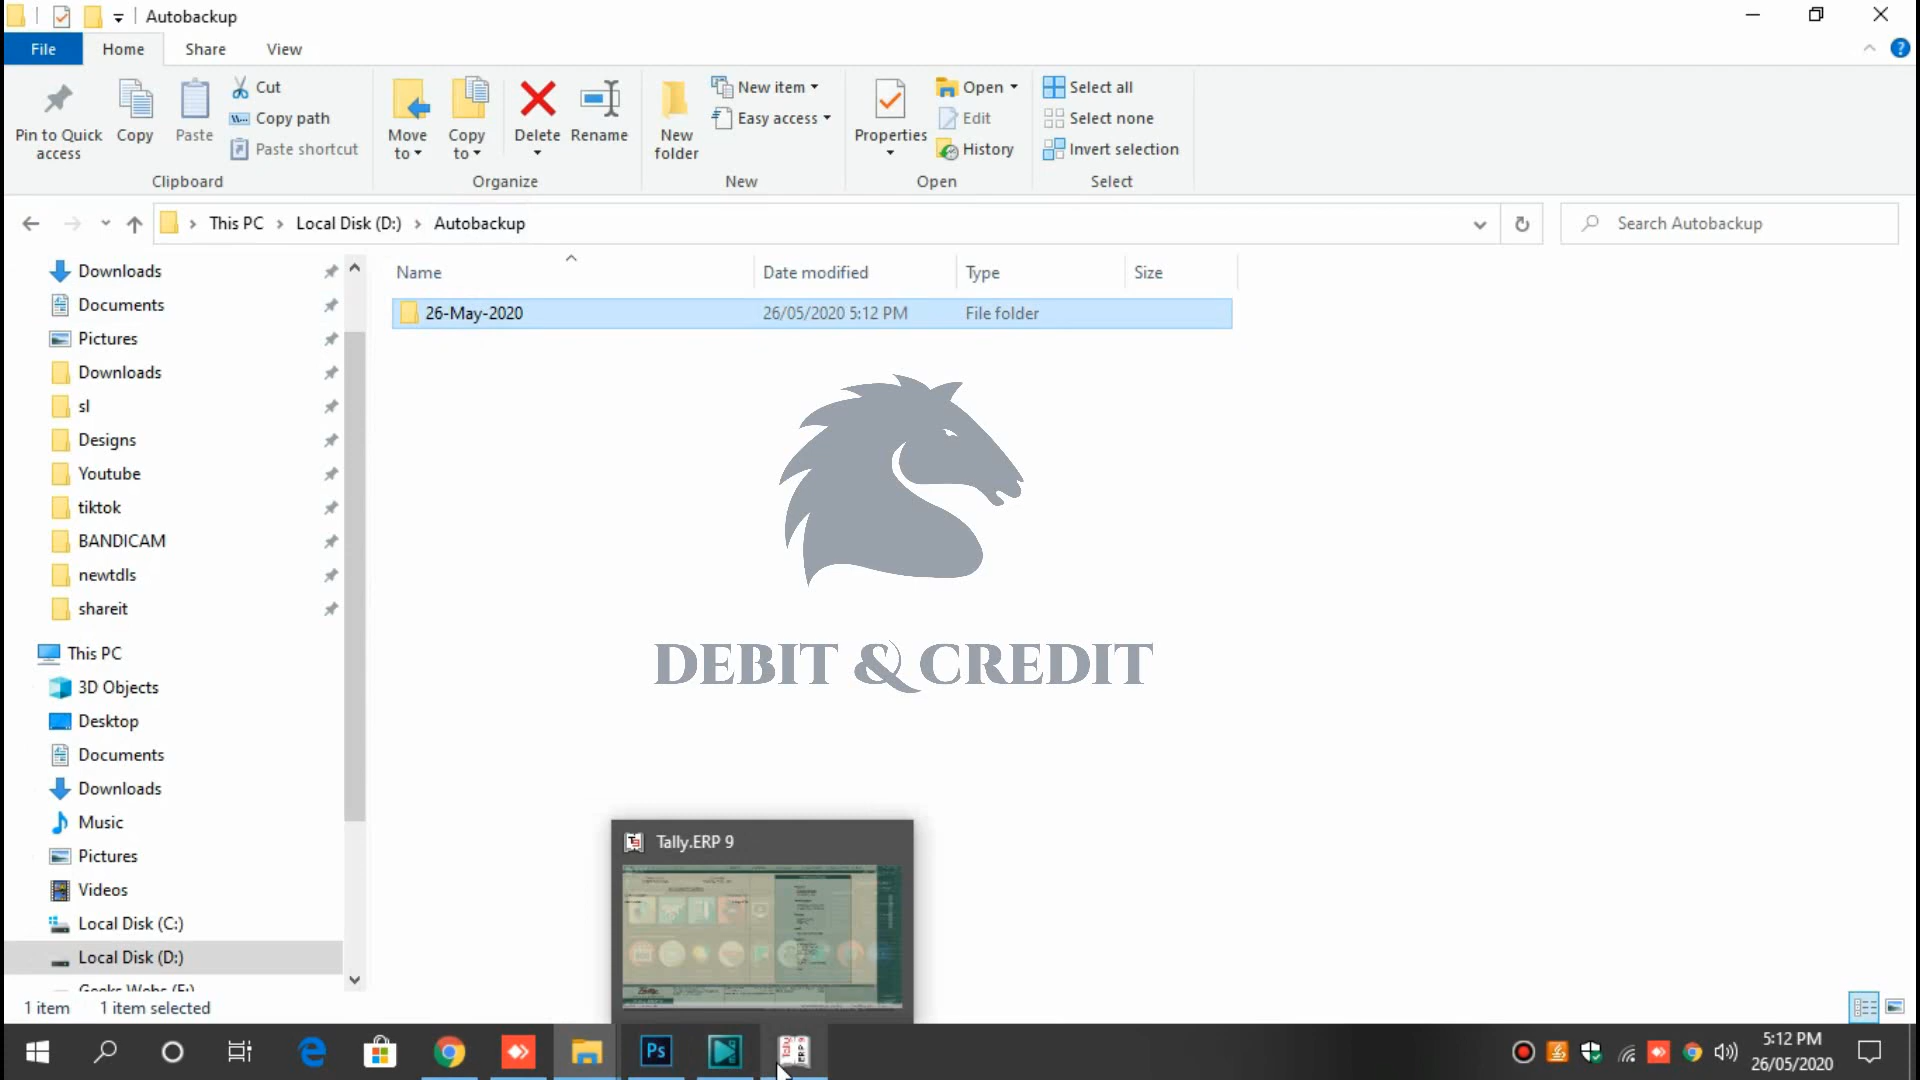 Autobackup
File Home Share View
Pin to Quick access
Copy
Paste
Cut
Copy path
Paste shortcut
Clipboard
Move to
Copy to
Delete
Rename
Organize
New folder
New item
Easy access
New
Properties
Open
Edit
History
Open
Select all
Select none
Invert selection
Select
This PC > Local Disk (D:) > Autobackup
Search Autobackup
Name Date modified Type Size
26-May-2020 26/05/2020 5:12 PM File folder
Downloads
Documents
Pictures
Downloads
sl
Designs
Youtube
tiktok
BANDICAM
newtdls
shareit
This PC
3D Objects
Desktop
Documents
Downloads
Music
Pictures
Videos
Local Disk (C:)
Local Disk (D:)
DEBIT & CREDIT
Tally.ERP 9
1 item 1 item selected
Ps
Tally ERP 9
5:12 PM
26/05/2020